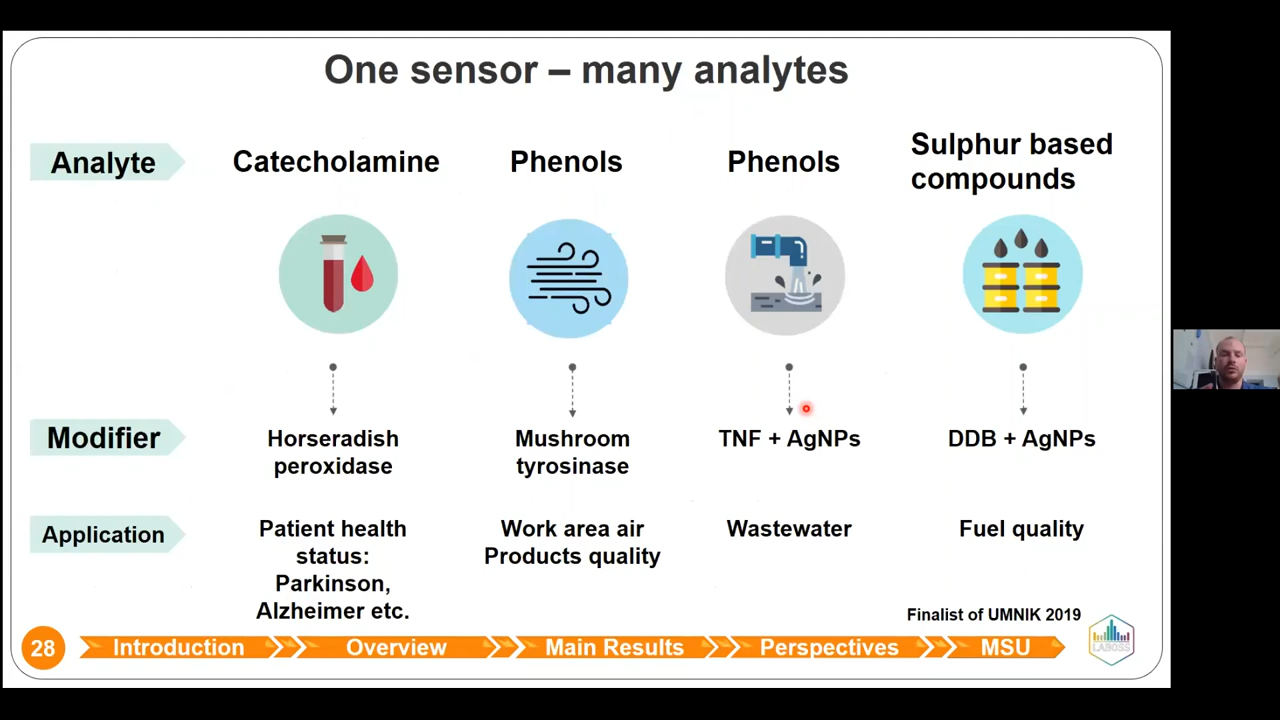 One sensor – many analytes
Analyte
Catecholamine
Phenols
Phenols
Sulphur based
compounds
Modifier
Horseradish
peroxidase
Mushroom
tyrosinase
TNF + AgNPs
DDB + AgNPs
Application
Patient health
status:
Parkinson,
Alzheimer etc.
Work area air
Products quality
Wastewater
Fuel quality
Finalist of UMNIK 2019
28
Introduction
Overview
Main Results
Perspectives
MSU
LABOSS